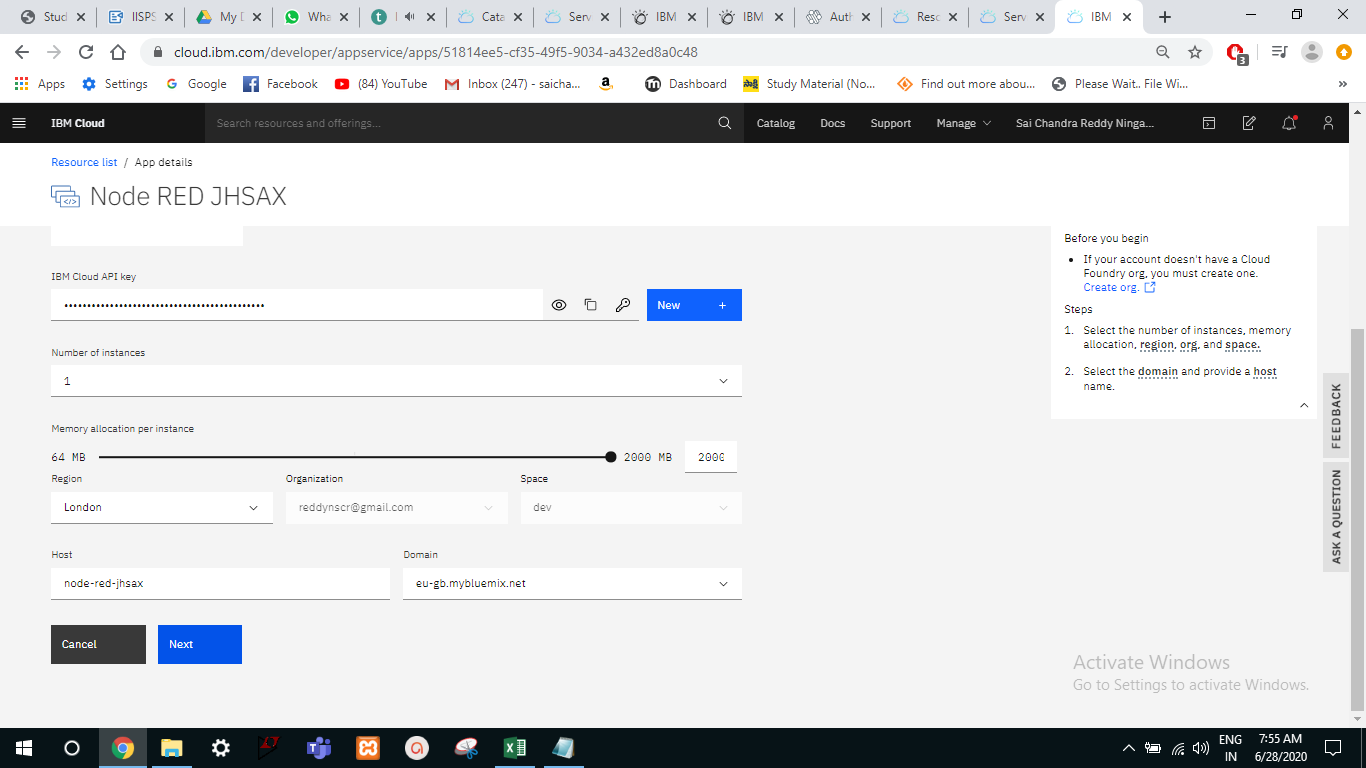 Stud
IISPS
My D
Wha
Cata
Serv
IBM
IBM
Auth
Reso
Serv
IBM
cloud.ibm.com/developer/appservice/apps/51814ee5-cf35-49f5-9034-a432ed8a0c48
3
Apps Settings Google Facebook (84) YouTube Inbox (247) - saicha... Dashboard Study Material (No... Find out more abou... Please Wait.. File Wi... »
IBM Cloud Search resources and offerings... Catalog Docs Support Manage Sai Chandra Reddy Ninga...
Resource list / App details
Node RED JHSAX
IBM Cloud API key
•••••••••••••••••••••••••••••••••••••••••••• New +
Number of instances
1
Memory allocation per instance
64 MB 2000 MB 2000
Region Organization Space
London reddynscr@gmail.com dev
Host Domain
node-red-jhsax eu-gb.mybluemix.net
Cancel Next
Before you begin
• If your account doesn't have a Cloud
Foundry org, you must create one.
Create org.
Steps
1. Select the number of instances, memory
allocation, region, org, and space.
2. Select the domain and provide a host
name.
FEEDBACK
ASK A QUESTION
Activate Windows
Go to Settings to activate Windows.
ENG
IN
7:55 AM
6/28/2020